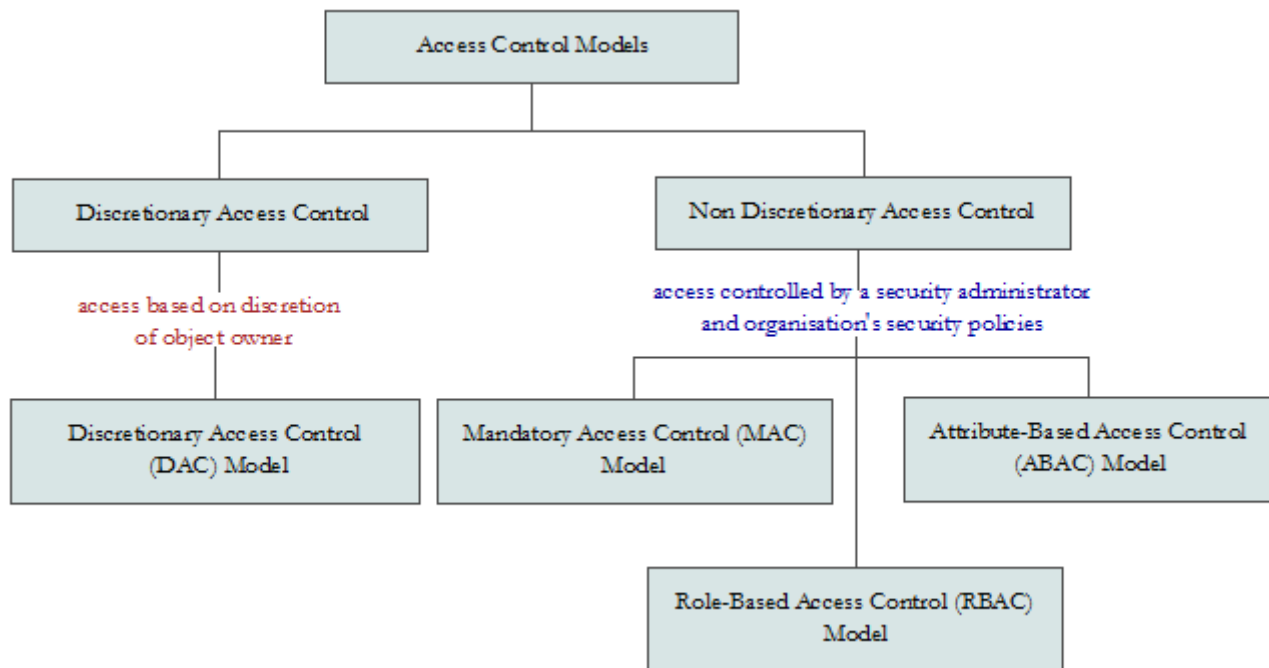 Access Control Models
Discretionary Access Control
Non Discretionary Access Control
access based on discretion
of object owner
access controlled by a security administrator
and organisation's security policies
Discretionary Access Control
(DAC) Model
Mandatory Access Control (MAC)
Model
Attribute-Based Access Control
(ABAC) Model
Role-Based Access Control (RBAC)
Model